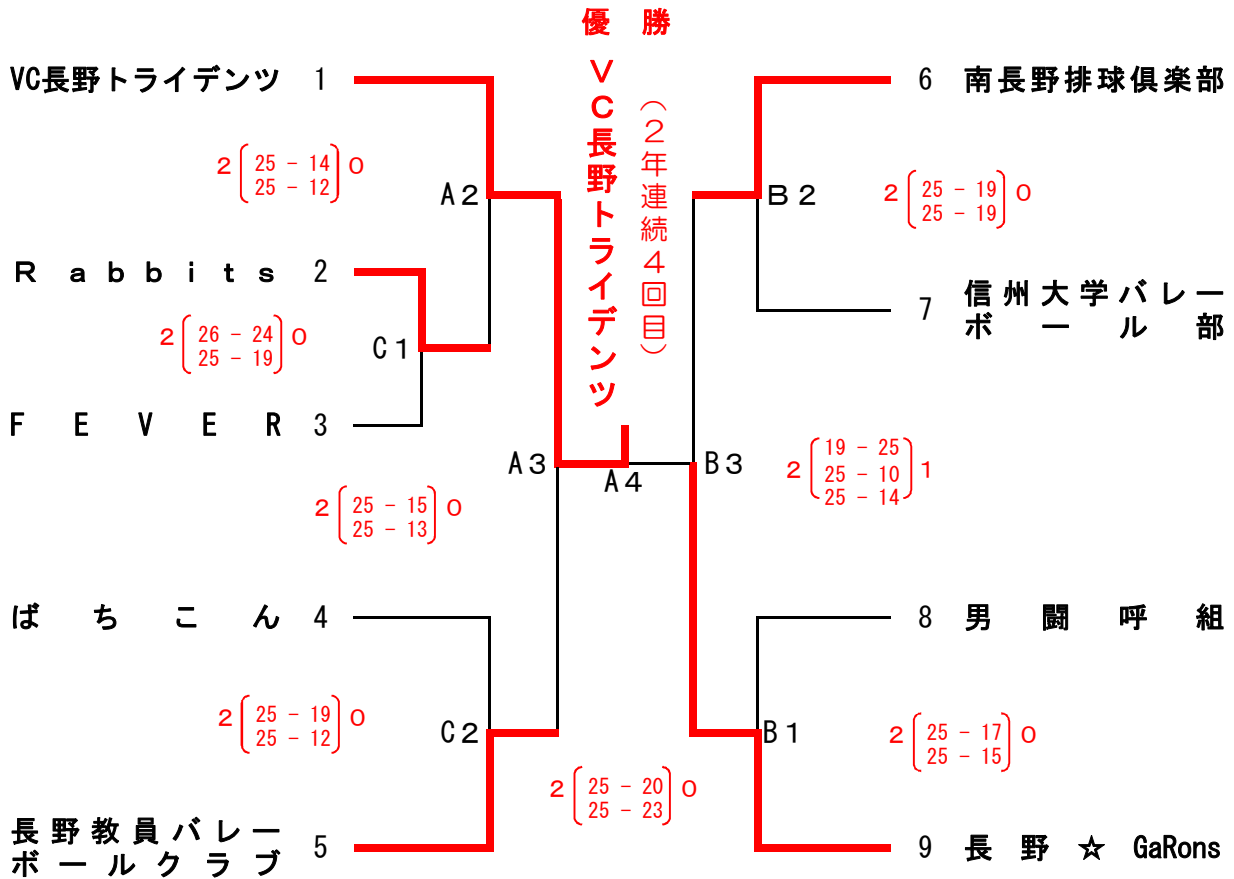 優勝
VC長野トライデンツ
(2年連続4回目)
VC長野トライデンツ 1
2 25 - 14 0
25 - 12
A2
Rabbits 2
2 26 - 24 0
25 - 19
C1
FEVER 3
A3
2 25 - 15 0
25 - 13
ばちこん 4
2 25 - 19 0
25 - 12
C2
長野教員バレー
ボールクラブ 5
A4
2 25 - 20 0
25 - 23
6 南長野排球倶楽部
B2
2 25 - 19 0
25 - 19
7 信州大学バレー
ボール部
B3
2 19 - 25 1
25 - 10
25 - 14
8 男闘呼組
B1
2 25 - 17 0
25 - 15
9 長野☆GaRons